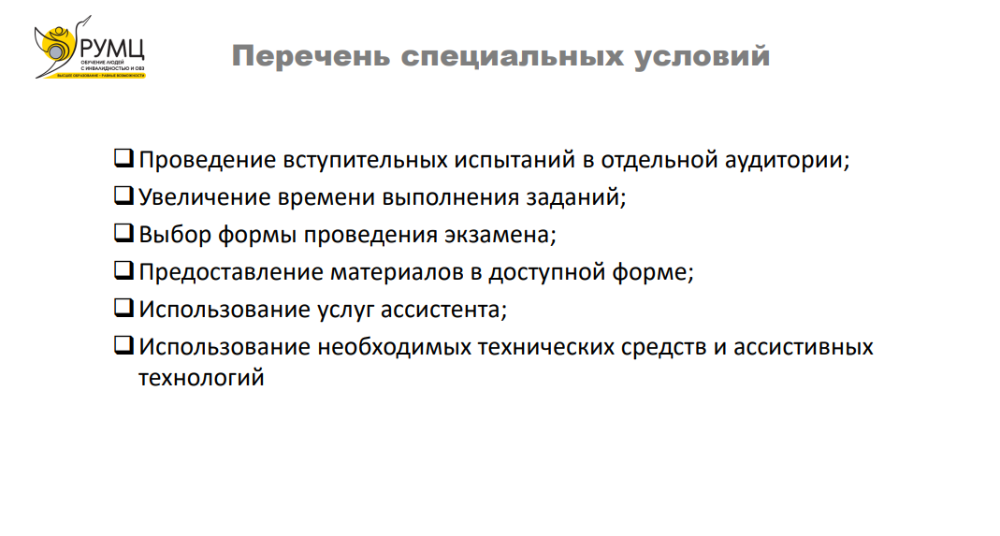 РУМЦ
ОБУЧЕНИЕ ЛЮДЕЙ
С ИНВАЛИДНОСТЬЮ И ОВЗ
ВЫСШЕЕ ОБРАЗОВАНИЕ • РАВНЫЕ ВОЗМОЖНОСТИ
Перечень специальных условий
Проведение вступительных испытаний в отдельной аудитории;
Увеличение времени выполнения заданий;
Выбор формы проведения экзамена;
Предоставление материалов в доступной форме;
Использование услуг ассистента;
Использование необходимых технических средств и ассистивных
технологий